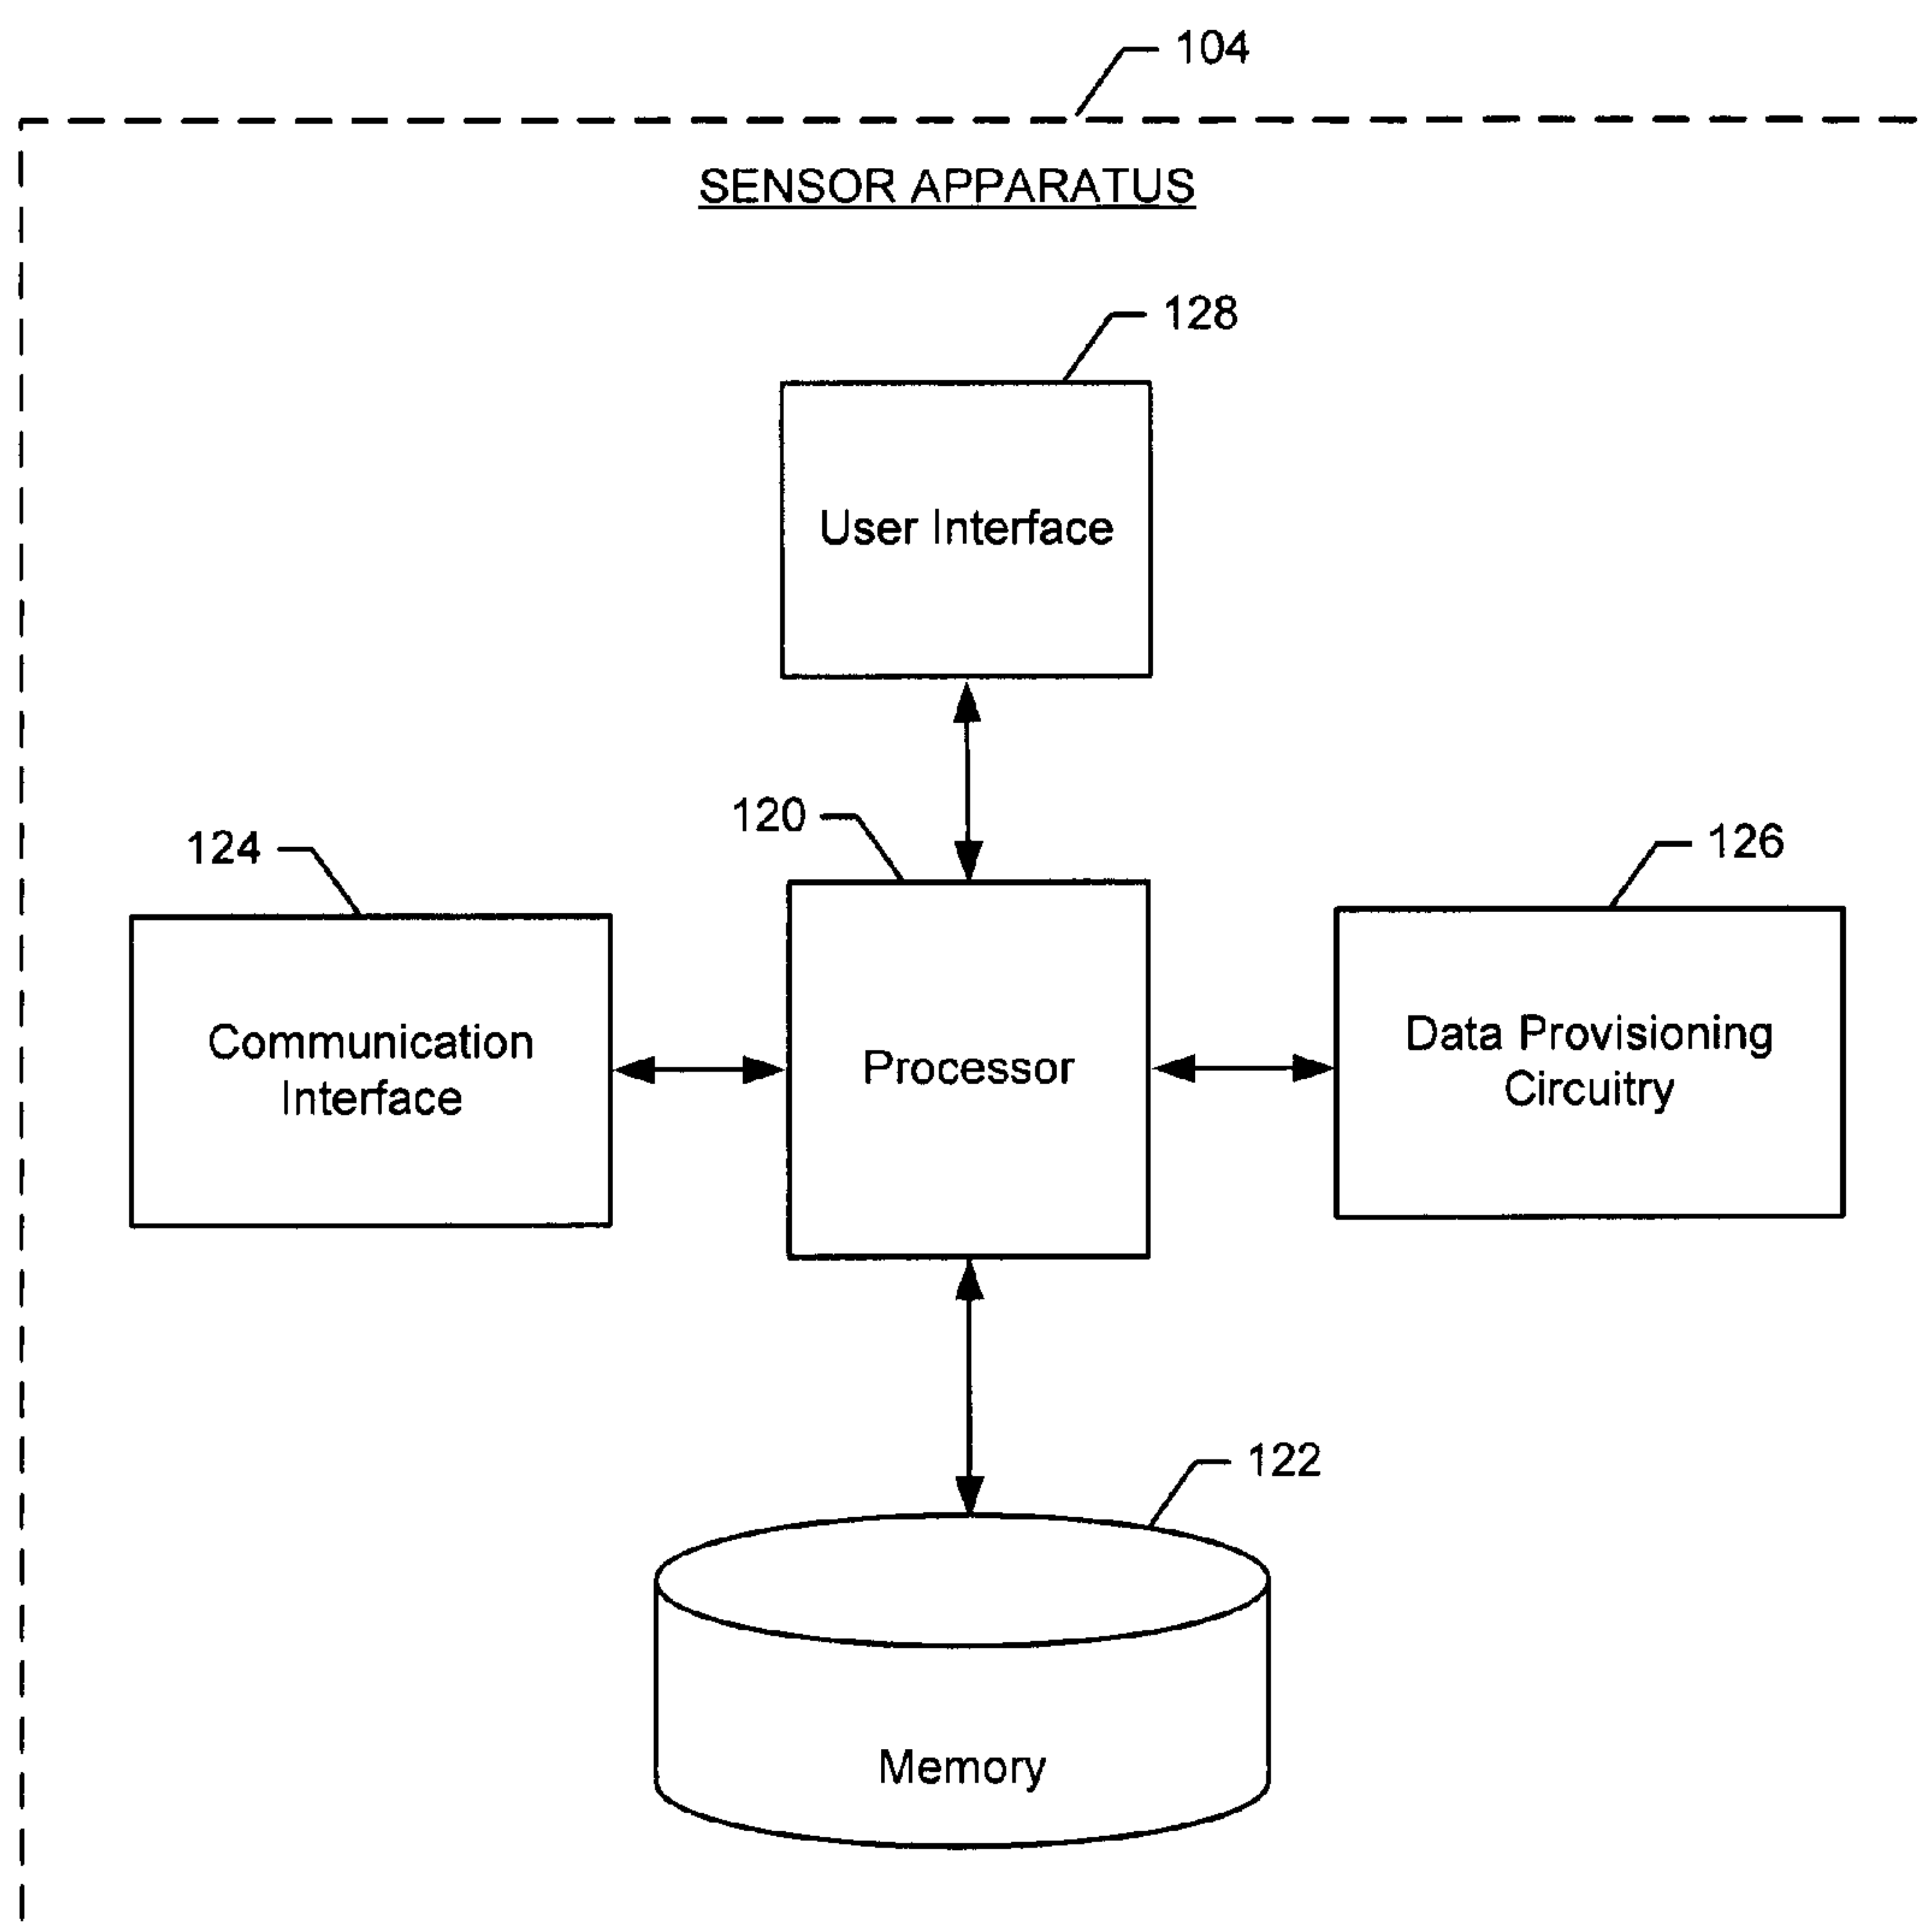 104
SENSOR APPARATUS
128
User Interface
120
124
126
Communication
Interface
Processor
Data Provisioning
Circuitry
122
Memory